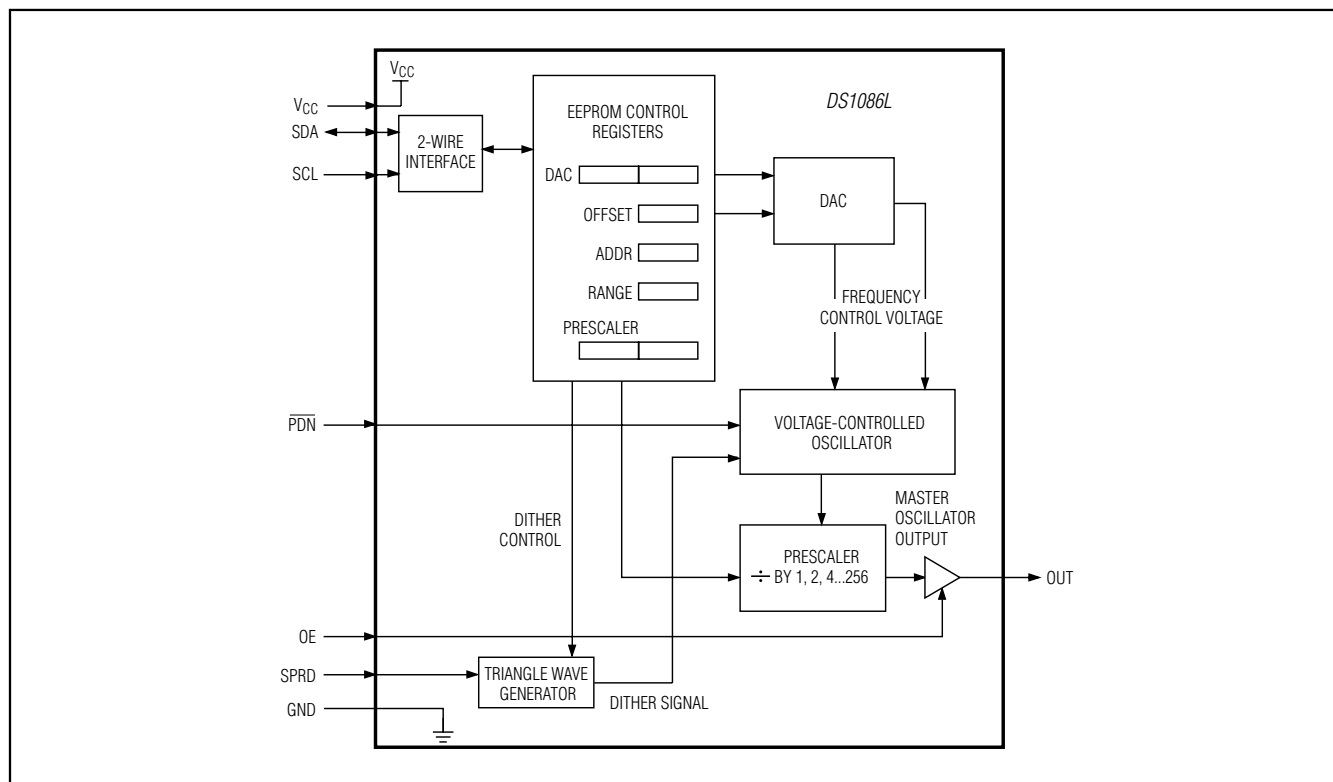 VCC
VCC
SDA
SCL
2-WIRE
INTERFACE
EEPROM CONTROL
REGISTERS
DAC
OFFSET
ADDR
RANGE
PRESCALER
DS1086L
DAC
FREQUENCY
CONTROL VOLTAGE
PDN
VOLTAGE-CONTROLLED
OSCILLATOR
DITHER
CONTROL
MASTER
OSCILLATOR
OUTPUT
PRESCALER
÷ BY 1, 2, 4...256
OUT
OE
SPRD
TRIANGLE WAVE
GENERATOR
DITHER SIGNAL
GND